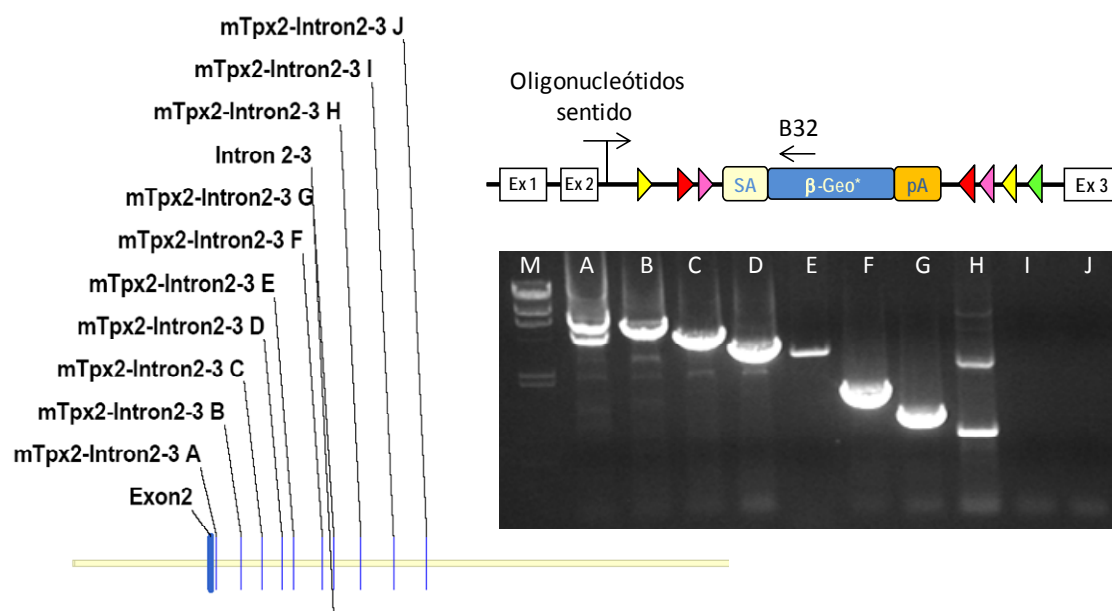 mTpx2-Intron2-3 J
mTpx2-Intron2-3 I
mTpx2-Intron2-3 H
Intron 2-3
mTpx2-Intron2-3 G
mTpx2-Intron2-3 F
mTpx2-Intron2-3 E
mTpx2-Intron2-3 D
mTpx2-Intron2-3 C
mTpx2-Intron2-3 B
mTpx2-Intron2-3 A
Exon2
Oligonucleótidos
sentido
B32
Ex 1 Ex 2 SA β-Geo* pA Ex 3
M A B C D E F G H I J